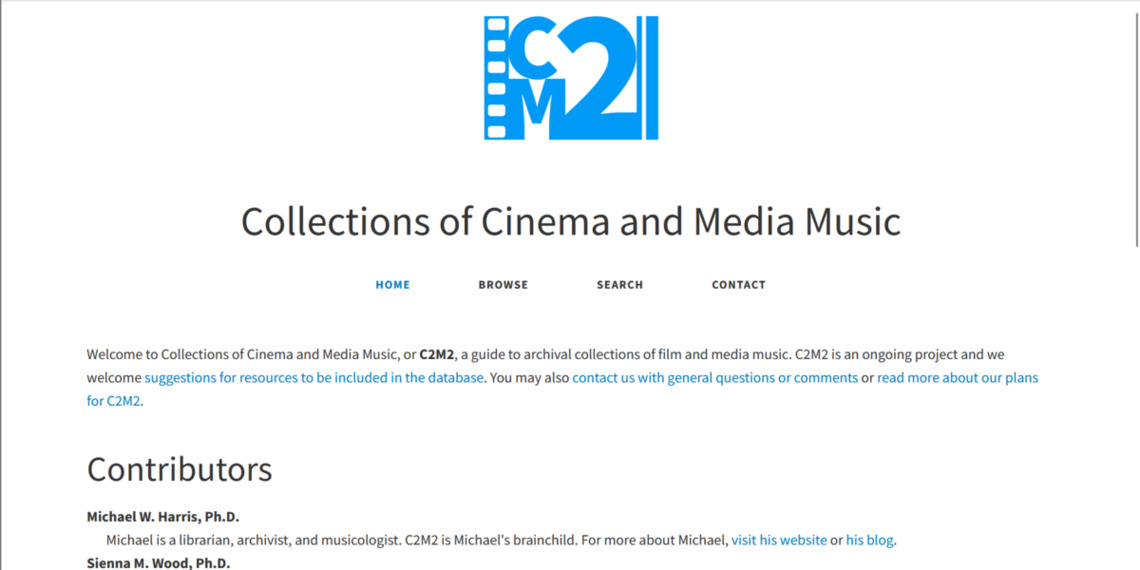 C2
M
Collections of Cinema and Media Music
HOME BROWSE SEARCH CONTACT
Welcome to Collections of Cinema and Media Music, or C2M2, a guide to archival collections of film and media music. C2M2 is an ongoing project and we
welcome suggestions for resources to be included in the database. You may also contact us with general questions or comments or read more about our plans
for C2M2.
Contributors
Michael W. Harris, Ph.D.
Michael is a librarian, archivist, and musicologist. C2M2 is Michael's brainchild. For more about Michael, visit his website or his blog.
Sienna M. Wood, Ph.D.